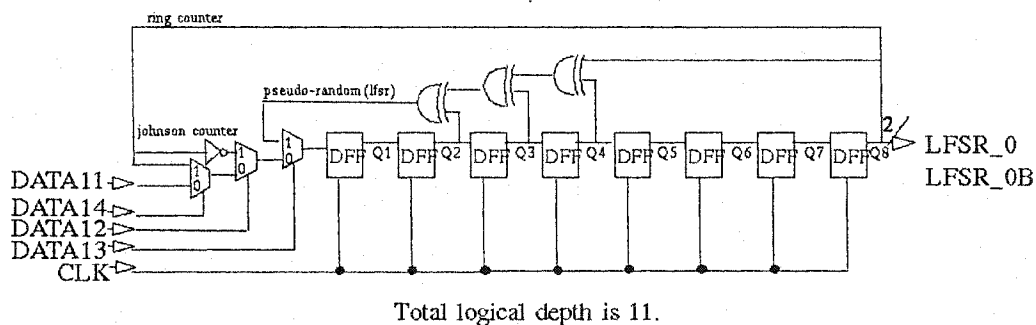 ring counter
pseudo-random (lfsr)
johnson counter
1
0
1
0
1
0
DFF Q1 DFF Q2 DFF Q3 DFF Q4 DFF Q5 DFF Q6 DFF Q7 DFF Q8
2
LFSR_0
LFSR_0B
DATA11
DATA14
DATA12
DATA13
CLK
Total logical depth is 11.